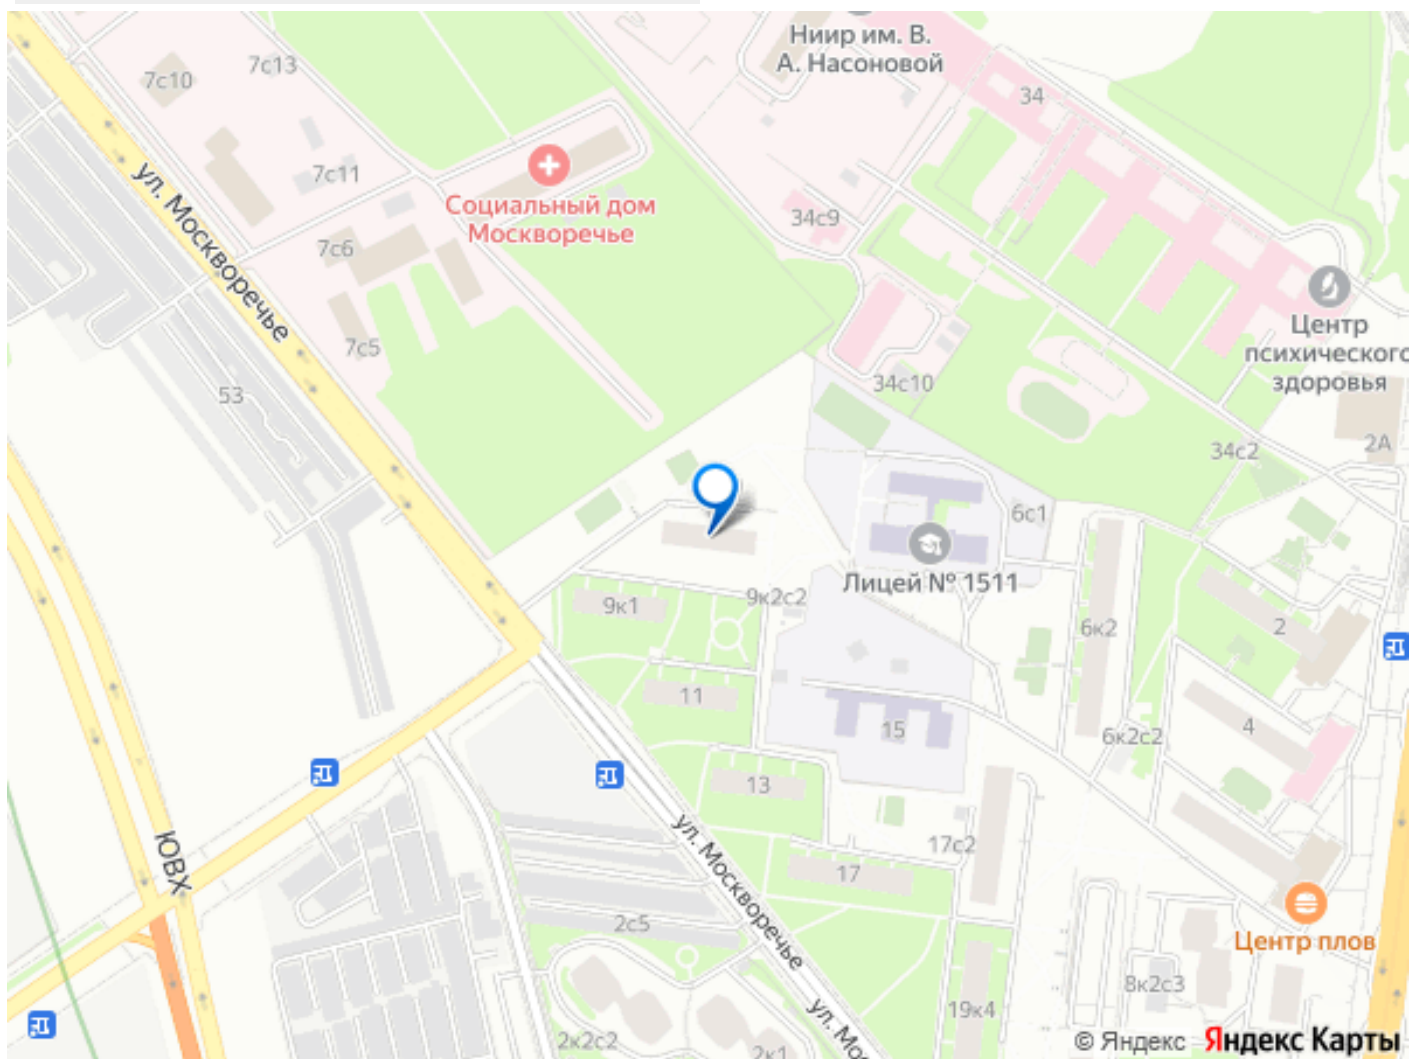 Ниир им. В.
А. Насоновой
7с13
7с10
34
7с11
Социальный дом
Москворечье
34с9
7с6
ул. Москворечье
Центр
психического
здоровья
7с5
34с10
53
2А
34с2
6с1
Лицей № 1511
9к2с2
9к1
6к2
2
11
15
6к2с2
4
13
ЮВХ
ул. Москворечье
17с2
17
2с5
Центр плов
8к2с3
19к4
ул. Мо
2к2с2
2к1
© Яндекс Яндекс Карты